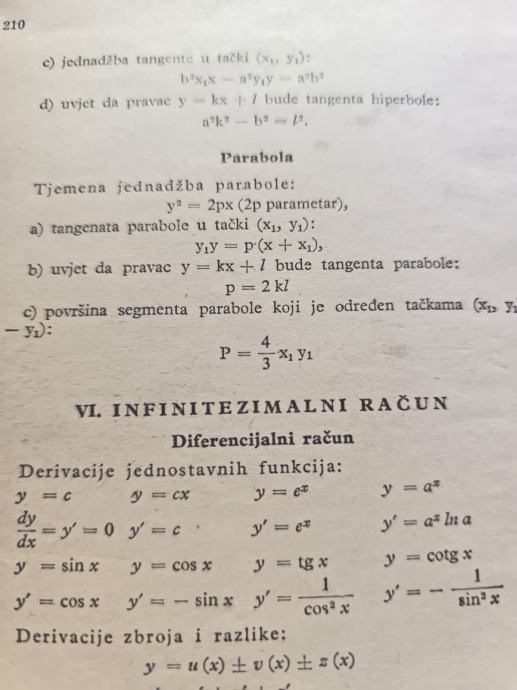 210
c) jednadžba tangente u tački (x₁, y₁):
b²x₁x — a²y₁y = a²b²
d) uvjet da pravac y = kx + l bude tangenta hiperbole:
a²k² — b² = l².
Parabola
Tjemena jednadžba parabole:
y² = 2px (2p parametar),
a) tangenata parabole u tački (x₁, y₁):
y₁y = p (x + x₁),
b) uvjet da pravac y = kx + l bude tangenta parabole:
p = 2 kl
c) površina segmenta parabole koji je određen tačkama (x₁, y₁
— y₁):
P = 4/3 x₁ y₁
VI. INFINITEZIMALNI RAČUN
Diferencijalni račun
Derivacije jednostavnih funkcija:
y = c y = cx y = eˣ y = aˣ
dy/dx = y′ = 0 y′ = c y′ = eˣ y′ = aˣ ln a
y = sin x y = cos x y = tg x y = cotg x
y′ = cos x y′ = — sin x y′ = 1/cos² x y′ = — 1/sin² x
Derivacije zbroja i razlike:
y = u (x) ± v (x) ± z (x)